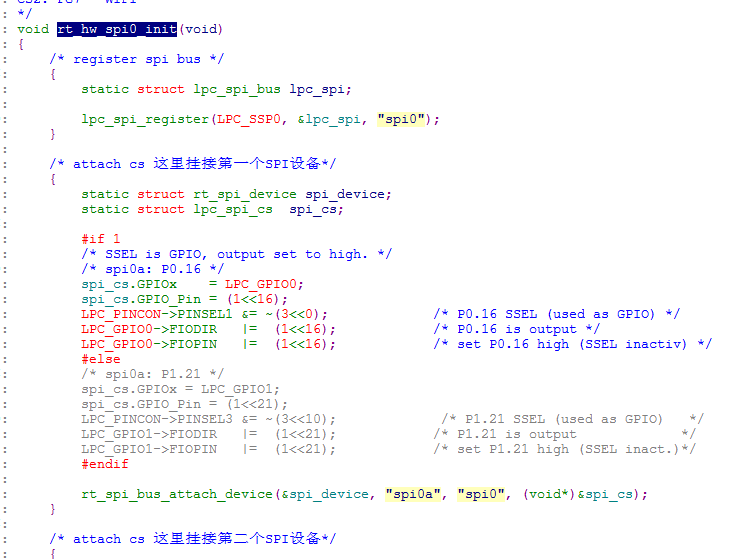 */
void rt_hw_spi0_init(void)
{
    /* register spi bus */
    {
        static struct lpc_spi_bus lpc_spi;

        lpc_spi_register(LPC_SSP0, &lpc_spi, "spi0");
    }

    /* attach cs 这里挂接第一个SPI设备*/
    {
        static struct rt_spi_device spi_device;
        static struct lpc_spi_cs  spi_cs;

        #if 1
        /* SSEL is GPIO, output set to high. */
        /* spi0a: P0.16 */
        spi_cs.GPIOx    = LPC_GPIO0;
        spi_cs.GPIO_Pin = (1<<16);
        LPC_PINCON->PINSEL1 &= ~(3<<0);             /* P0.16 SSEL (used as GPIO) */
        LPC_GPIO0->FIODIR   |=  (1<<16);            /* P0.16 is output */
        LPC_GPIO0->FIOPIN   |=  (1<<16);            /* set P0.16 high (SSEL inactiv) */
        #else
        /* spi0a: P1.21 */
        spi_cs.GPIOx = LPC_GPIO1;
        spi_cs.GPIO_Pin = (1<<21);
        LPC_PINCON->PINSEL3 &= ~(3<<10);             /* P1.21 SSEL (used as GPIO)   */
        LPC_GPIO1->FIODIR   |=  (1<<21);            /* P1.21 is output             */
        LPC_GPIO1->FIOPIN   |=  (1<<21);            /* set P1.21 high (SSEL inact.)*/
        #endif

        rt_spi_bus_attach_device(&spi_device, "spi0a", "spi0", (void*)&spi_cs);
    }

    /* attach cs 这里挂接第二个SPI设备*/
    {